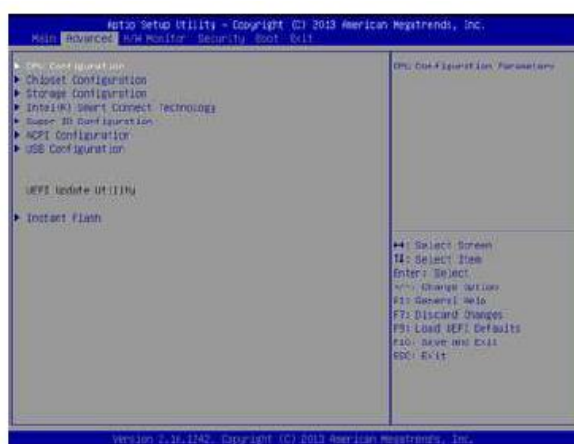 Aptio Setup Utility – Copyright (C) 2013 American Megatrends, Inc.
Main Advanced H/W Monitor Security Boot Exit
CPU Configuration
Chipset Configuration
Storage Configuration
Intel(R) Smart Connect Technology
Super IO Configuration
ACPI Configuration
USB Configuration
UEFI Update Utility
Instant Flash
CPU Configuration Parameters
: Select Screen
: Select Item
Enter: Select
+/-: Change Option
F1: General Help
F7: Discard Changes
F9: Load UEFI Defaults
F10: Save and Exit
ESC: Exit
Version 2.16.1242. Copyright (C) 2013 American Megatrends, Inc.